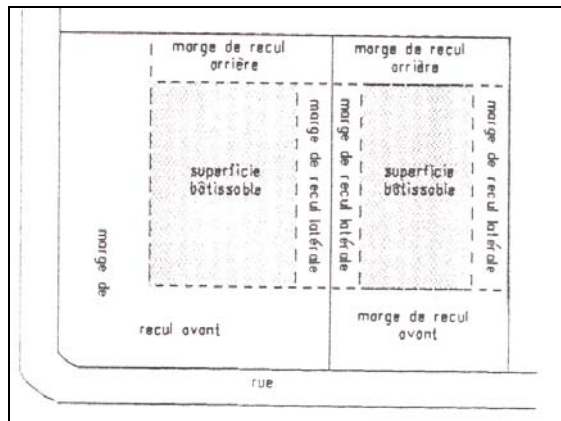 marge de recul
arrière
marge de recul
arrière
superficie
bâtissable
marge de recul latérale
marge de recul latérale
superficie
bâtissable
marge de recul latérale
marge de
recul avant
marge de recul
avant
rue